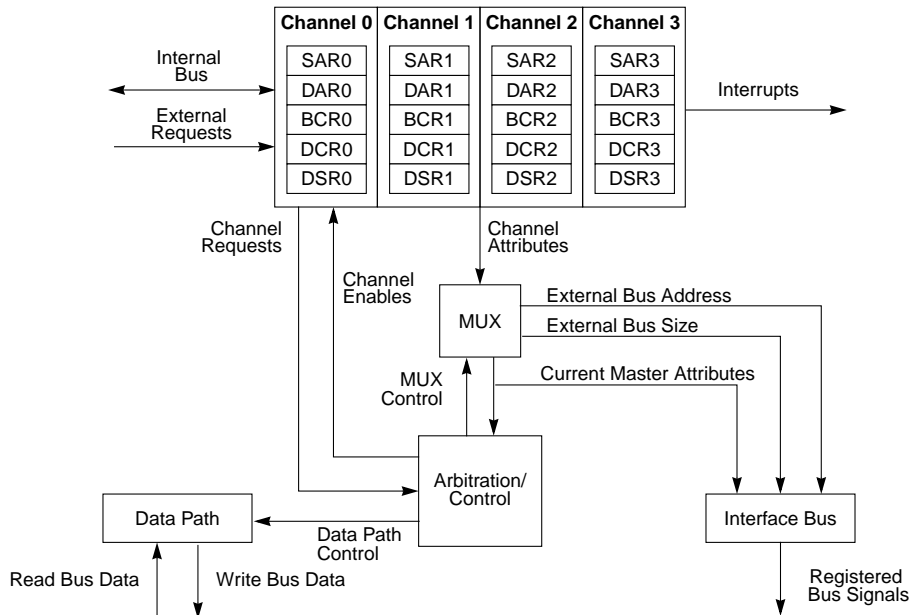 Channel 0 Channel 1 Channel 2 Channel 3
SAR0 SAR1 SAR2 SAR3
DAR0 DAR1 DAR2 DAR3
BCR0 BCR1 BCR2 BCR3
DCR0 DCR1 DCR2 DCR3
DSR0 DSR1 DSR2 DSR3
Internal
Bus
External
Requests
Interrupts
Channel
Requests
Channel
Enables
Channel
Attributes
MUX
External Bus Address
External Bus Size
Current Master Attributes
MUX
Control
Arbitration/
Control
Data Path
Data Path
Control
Interface Bus
Read Bus Data
Write Bus Data
Registered
Bus Signals